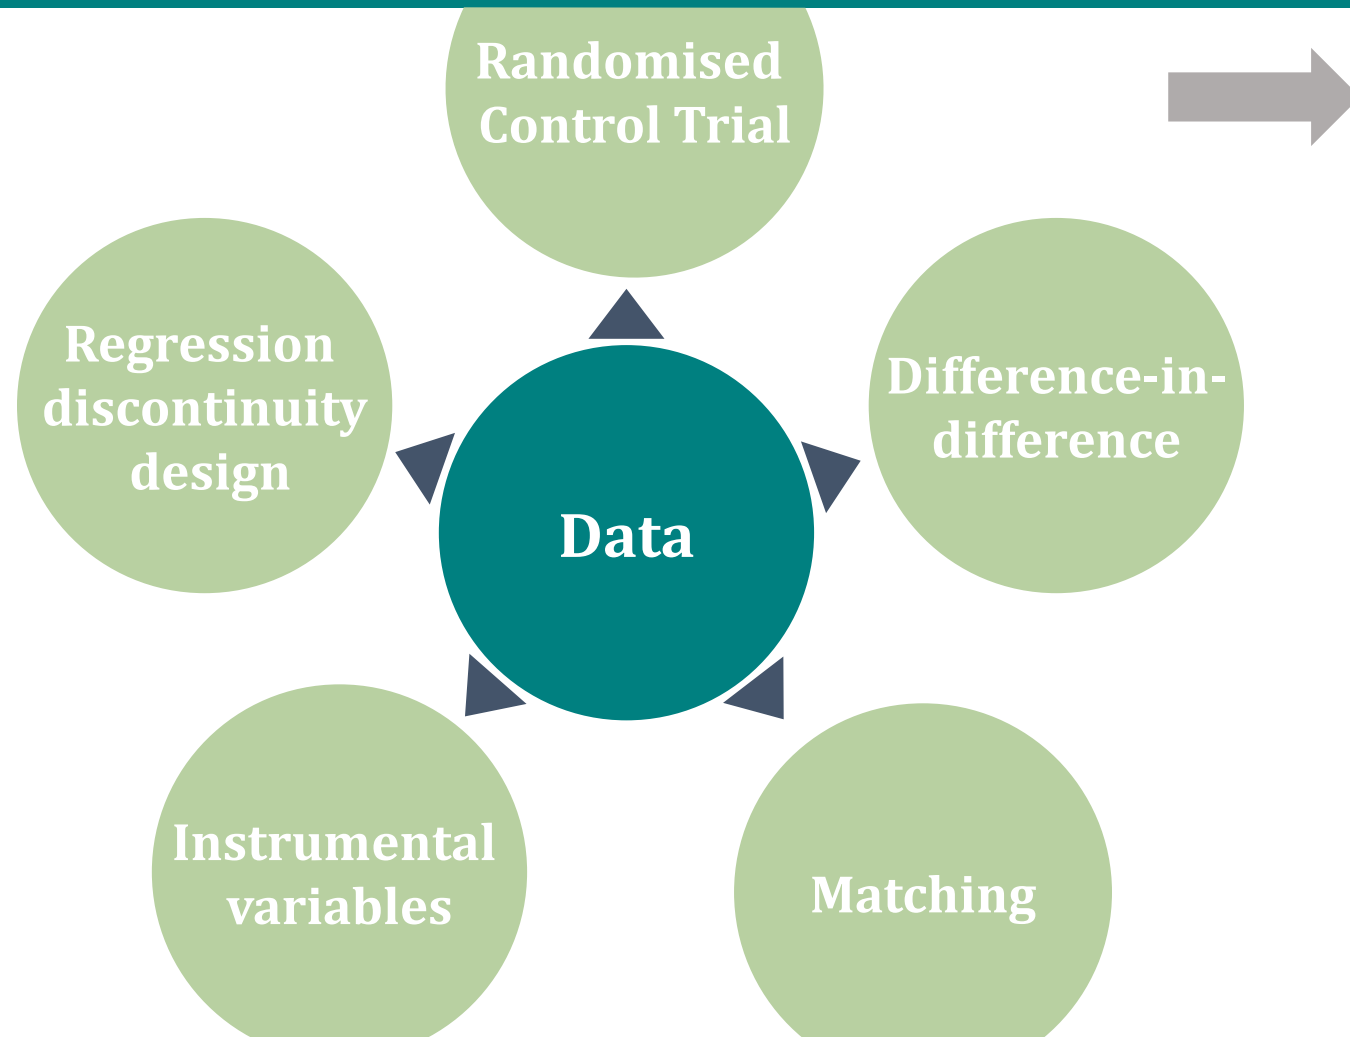 Randomised
Control Trial
Regression
discontinuity
design
Difference-in-
difference
Data
Instrumental
variables
Matching